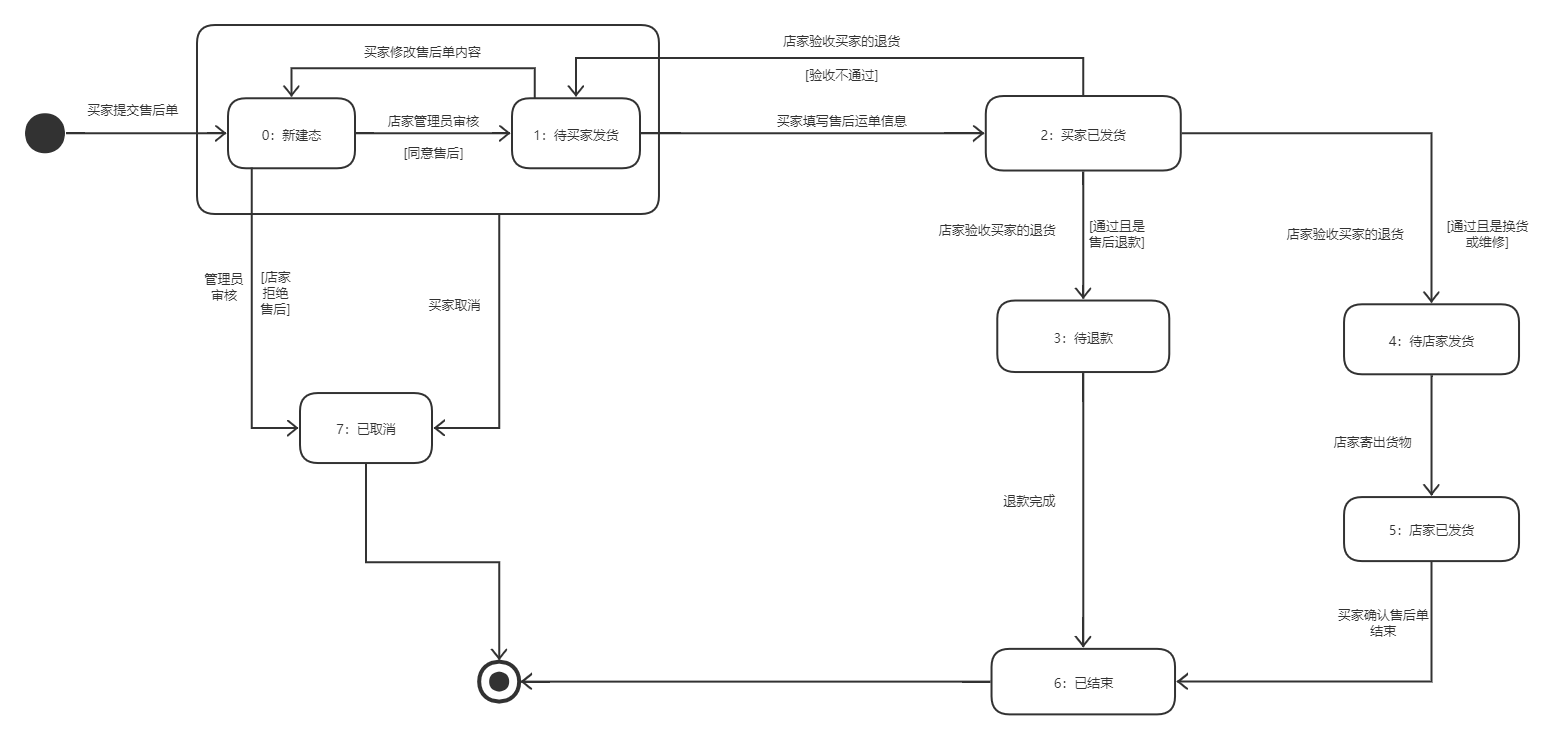 买家修改售后单内容
店家验收买家的退货
[验收不通过]
买家提交售后单
0：新建态
店家管理员审核
[同意售后]
1：待买家发货
买家填写售后运单信息
2：买家已发货
店家验收买家的退货
[通过且是
售后退款]
店家验收买家的退货
[通过且是换货
或维修]
管理员
审核
[店家
拒绝
售后]
买家取消
3：待退款
4：待店家发货
7：已取消
店家寄出货物
退款完成
5：店家已发货
买家确认售后单
结束
6：已结束